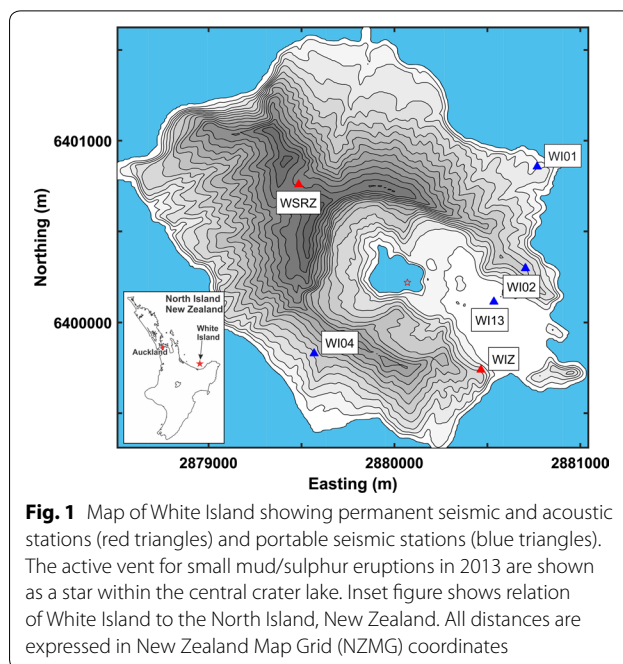 6401000
6400000
Northing (m)
WI01
WSRZ
WI02
WI13
WI04
WIZ
North Island
New Zealand
White
Island
Auckland
2879000 2880000 2881000
Easting (m)
Fig. 1 Map of White Island showing permanent seismic and acoustic
stations (red triangles) and portable seismic stations (blue triangles).
The active vent for small mud/sulphur eruptions in 2013 are shown
as a star within the central crater lake. Inset figure shows relation
of White Island to the North Island, New Zealand. All distances are
expressed in New Zealand Map Grid (NZMG) coordinates